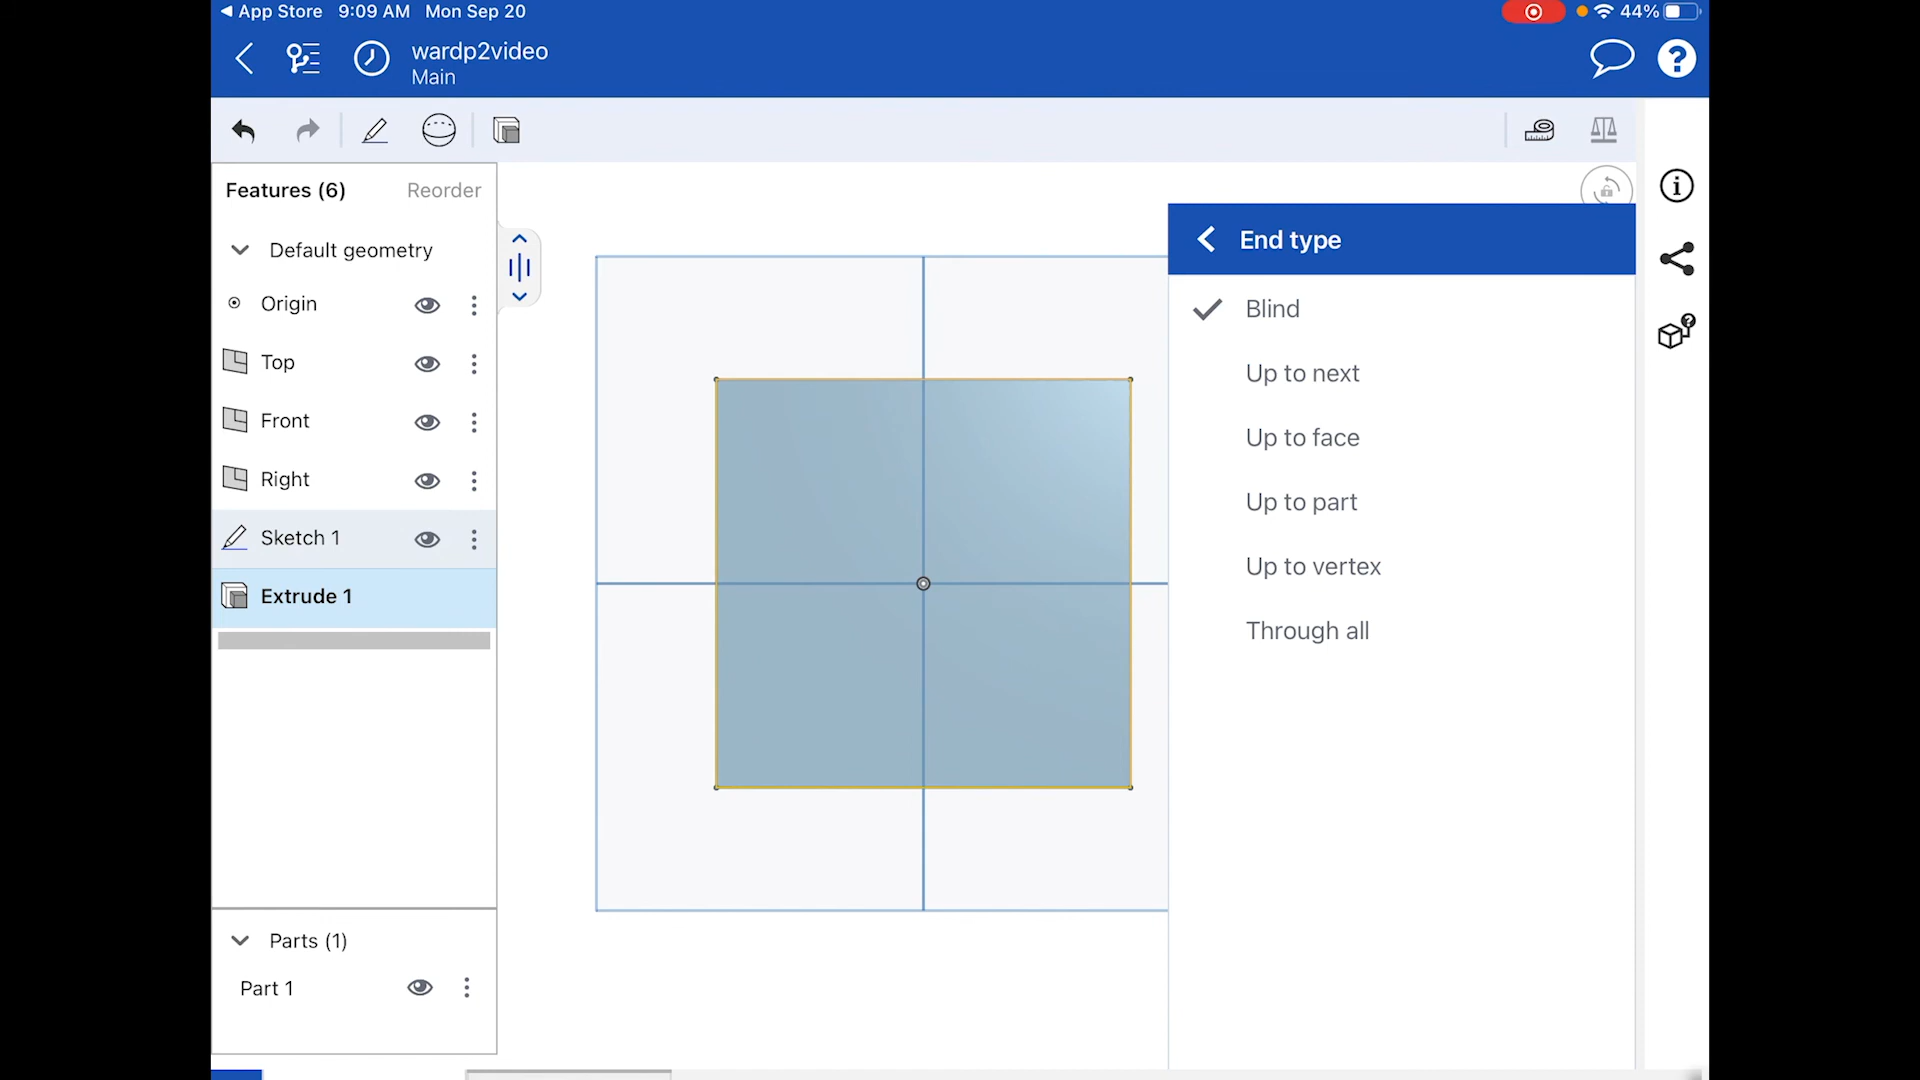 App Store 9:09 AM Mon Sep 20
44%
wardp2video
Main
Features (6) Reorder
Default geometry
Origin
Top
Front
Right
Sketch 1
Extrude 1
Parts (1)
Part 1
End type
Blind
Up to next
Up to face
Up to part
Up to vertex
Through all